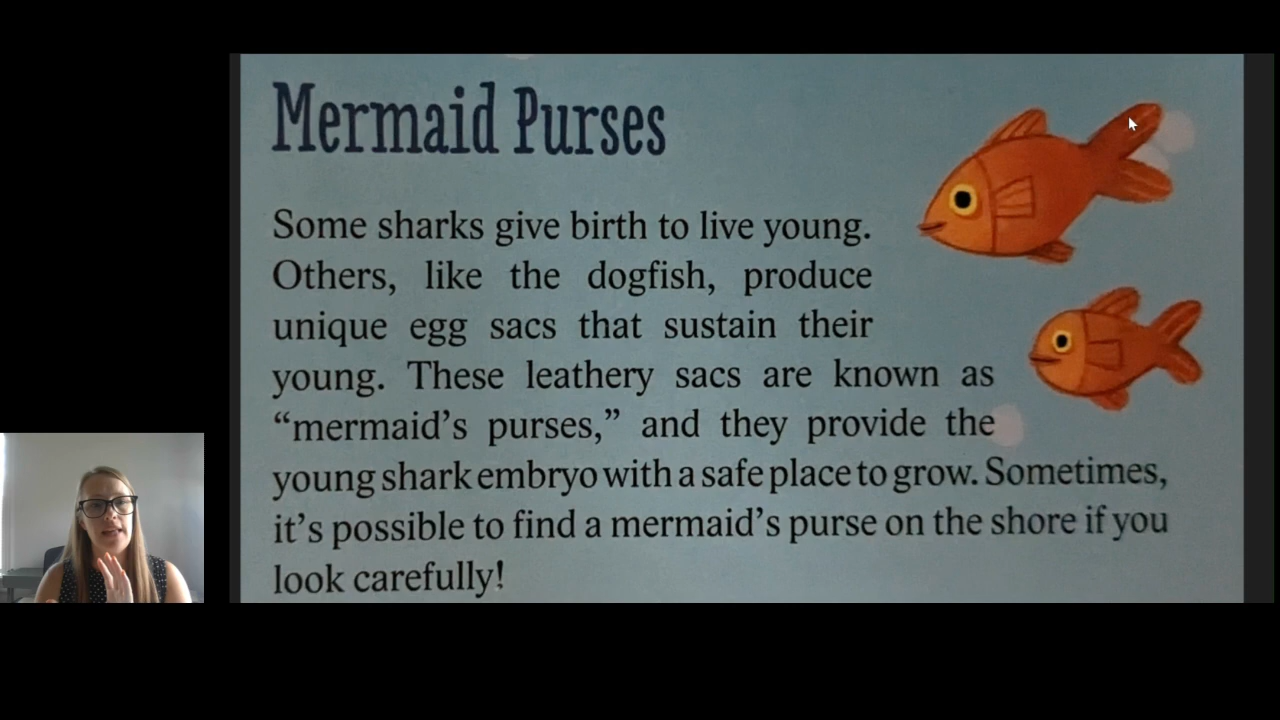 Mermaid Purses
Some sharks give birth to live young.
Others, like the dogfish, produce
unique egg sacs that sustain their
young. These leathery sacs are known as
“mermaid’s purses,” and they provide the
young shark embryo with a safe place to grow. Sometimes,
it’s possible to find a mermaid’s purse on the shore if you
look carefully!